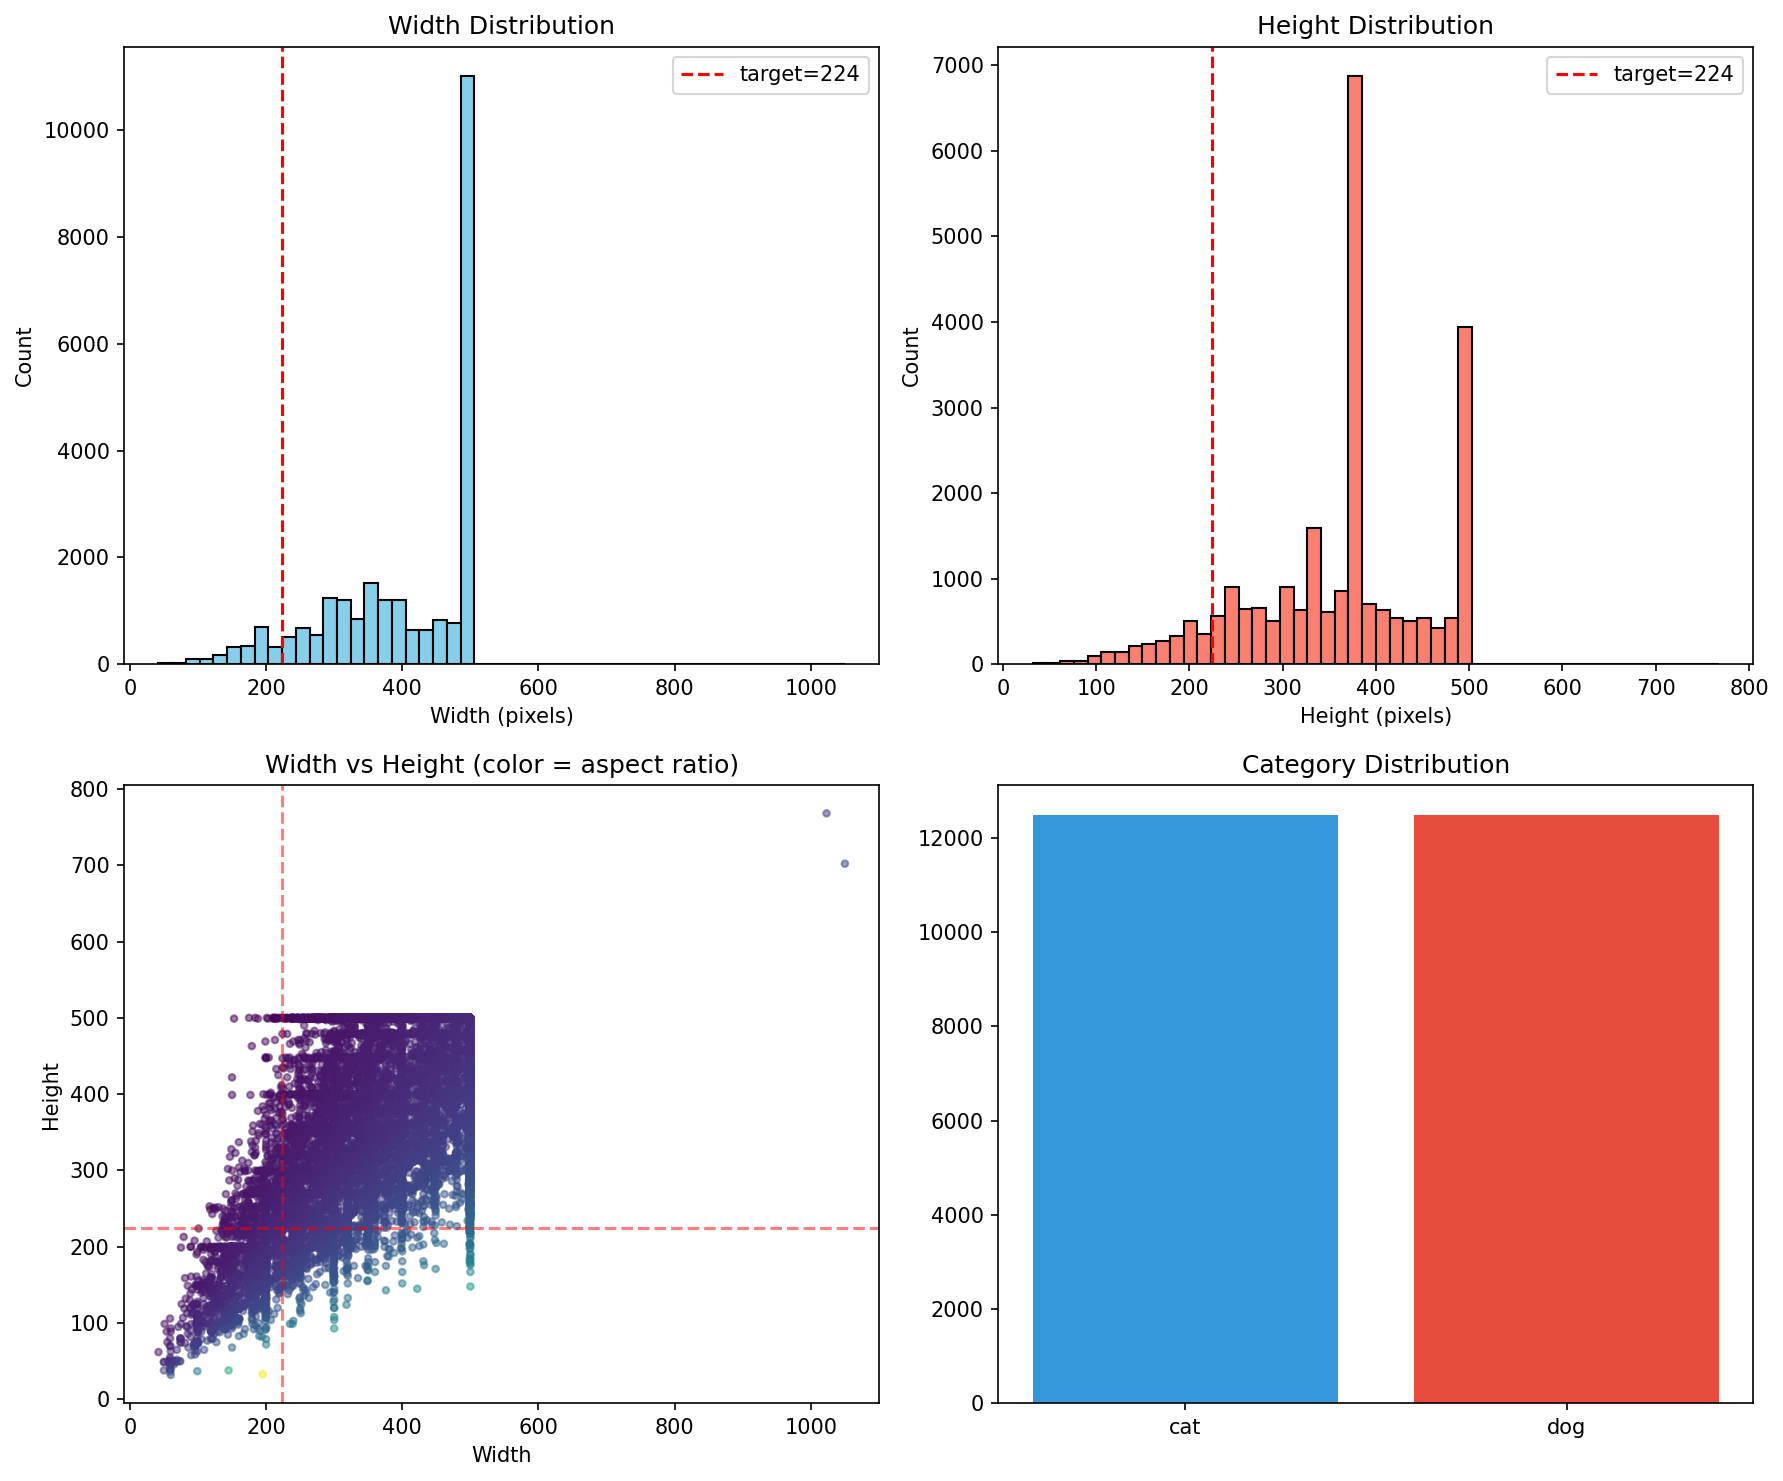 Width Distribution
target=224
10000
8000
6000
4000
2000
0
Count
0 200 400 600 800 1000
Width (pixels)
Height Distribution
target=224
7000
6000
5000
4000
3000
2000
1000
0
Count
0 100 200 300 400 500 600 700 800
Height (pixels)
Width vs Height (color = aspect ratio)
800
700
600
500
400
300
200
100
0
Height
0 200 400 600 800 1000
Width
Category Distribution
12000
10000
8000
6000
4000
2000
0
cat dog